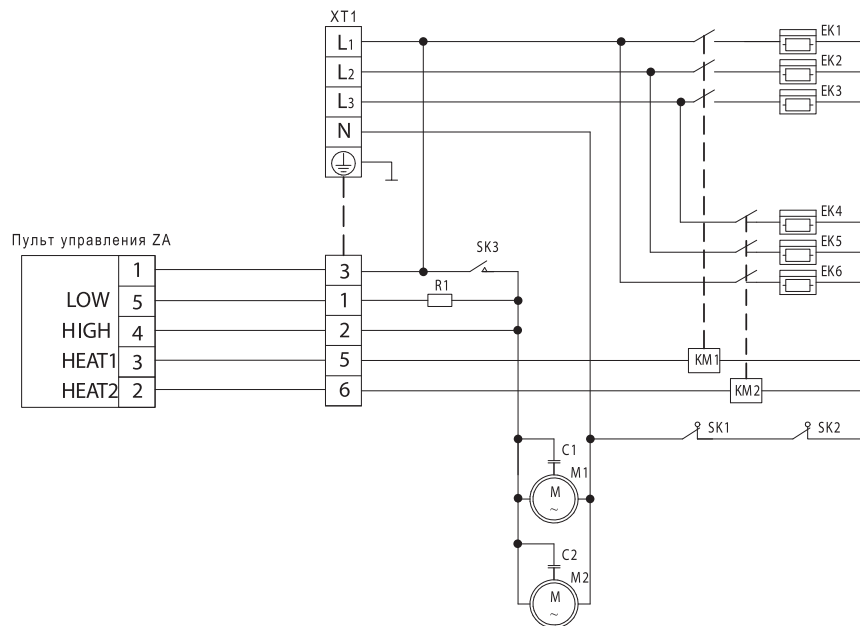 XT1
L1
L2
L3
N
EK1
EK2
EK3
EK4
EK5
EK6
Пульт управления ZA
1
LOW 5
HIGH 4
HEAT1 3
HEAT2 2
3
1
2
5
6
SK3
R1
KM1
KM2
SK1
SK2
C1
M1
M
~
C2
M2
M
~